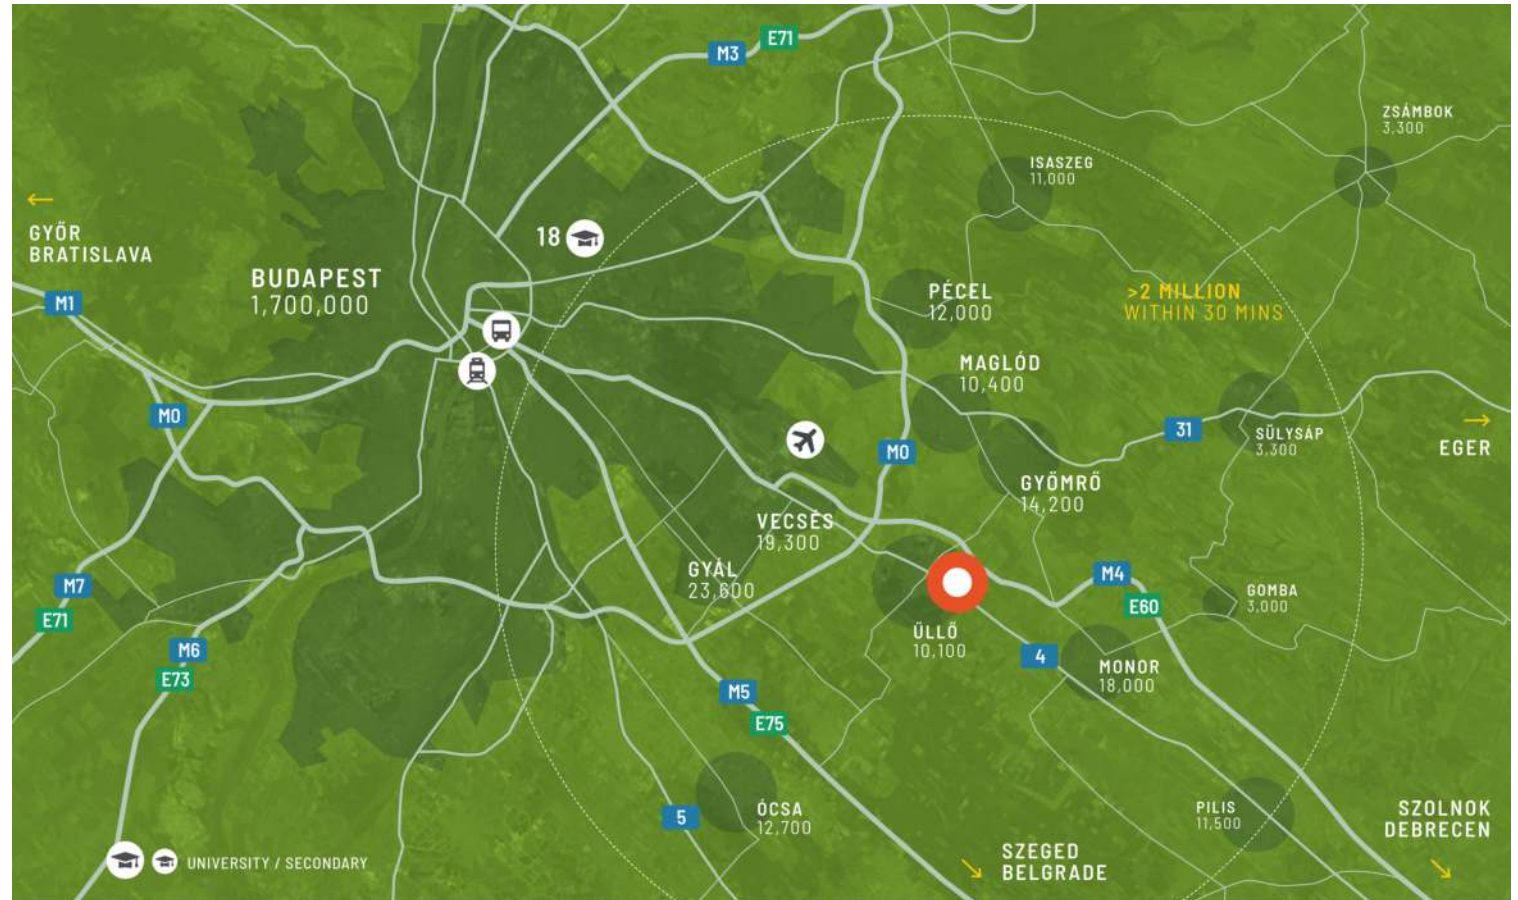 M3
E71
ZSÁMBOK
3,300
ISASZEG
11,000
GYŐR
BRATISLAVA
18
BUDAPEST
1,700,000
M1
PÉCEL
12,000
>2 MILLION
WITHIN 30 MINS
MAGLÓD
10,400
M0
31
SÜLYSÁP
3,300
EGER
M0
GYÖMRŐ
14,200
VECSÉS
19,300
GYÁL
23,600
M7
E71
M4
E60
GOMBA
3,000
ÜLLŐ
10,100
4
MONOR
18,000
M6
E73
M5
E75
5
ÓCSA
12,700
PILIS
11,500
SZOLNOK
DEBRECEN
SZEGED
BELGRADE
UNIVERSITY / SECONDARY